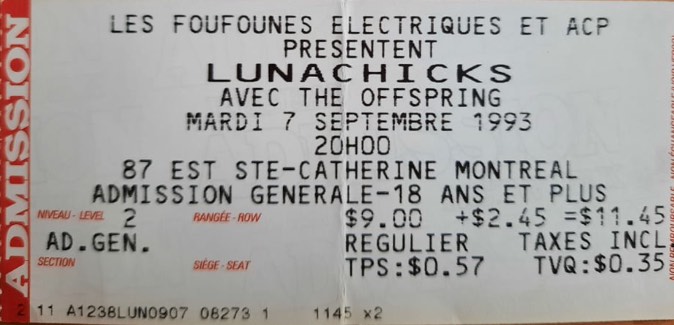 ADMISSION
LES FOUFOUNES ELECTRIQUES ET ACP
PRESENTENT
LUNACHICKS
AVEC THE OFFSPRING
MARDI 7 SEPTEMBRE 1993
20H00
87 EST STE-CATHERINE MONTREAL
ADMISSION GENERALE-18 ANS ET PLUS
NIVEAU - LEVEL 2 RANGÉE - ROW $9.00 +$2.45 =$11.45
AD.GEN. REGULIER TAXES INCL
SECTION SIÈGE - SEAT TPS:$0.57 TVQ:$0.35
2 11 A1238LUN0907 08273 1 1145 x2